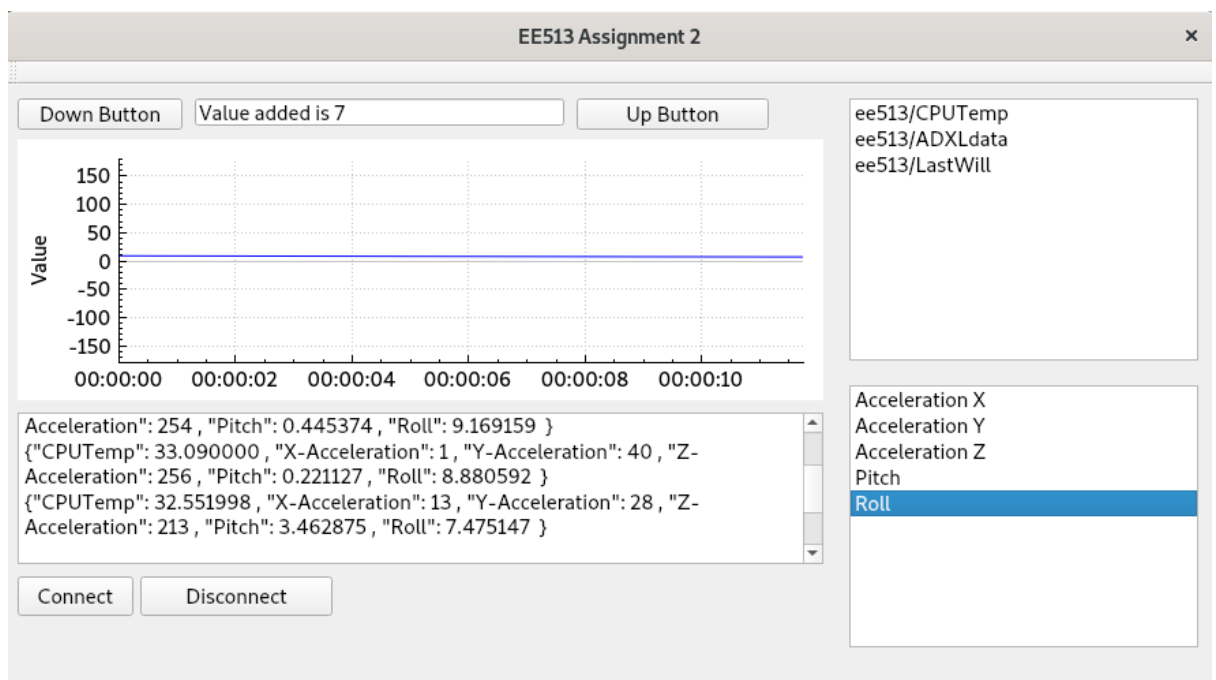 EE513 Assignment 2
Down Button
Value added is 7
Up Button
Value
150
100
50
0
-50
-100
-150
00:00:00 00:00:02 00:00:04 00:00:06 00:00:08 00:00:10
Acceleration": 254 , "Pitch": 0.445374 , "Roll": 9.169159 }
{"CPUTemp": 33.090000 , "X-Acceleration": 1 , "Y-Acceleration": 40 , "Z-
Acceleration": 256 , "Pitch": 0.221127 , "Roll": 8.880592 }
{"CPUTemp": 32.551998 , "X-Acceleration": 13 , "Y-Acceleration": 28 , "Z-
Acceleration": 213 , "Pitch": 3.462875 , "Roll": 7.475147 }
Connect
Disconnect
ee513/CPUTemp
ee513/ADXLdata
ee513/LastWill
Acceleration X
Acceleration Y
Acceleration Z
Pitch
Roll